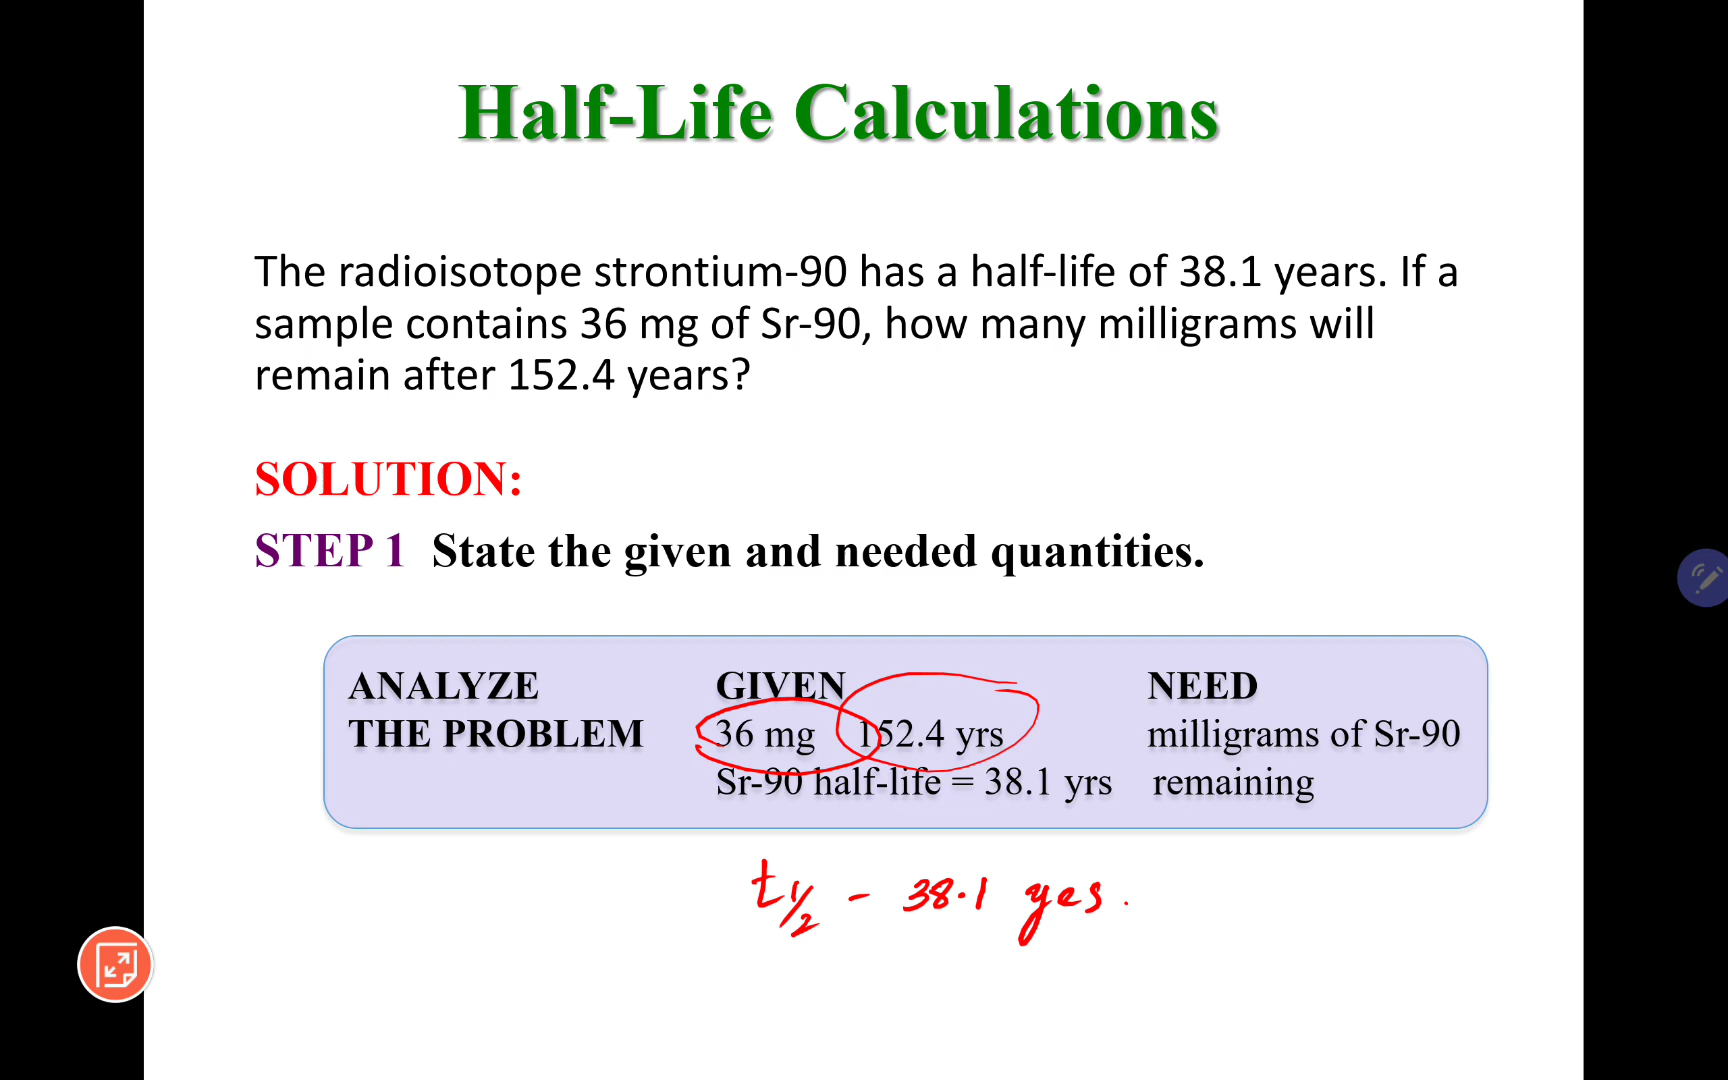 Half-Life Calculations
The radioisotope strontium-90 has a half-life of 38.1 years. If a
sample contains 36 mg of Sr-90, how many milligrams will
remain after 152.4 years?
SOLUTION:
STEP 1 State the given and needed quantities.
ANALYZE GIVEN NEED
THE PROBLEM 36 mg 152.4 yrs milligrams of Sr-90
Sr-90 half-life = 38.1 yrs remaining
t1/2 - 38.1 yes.